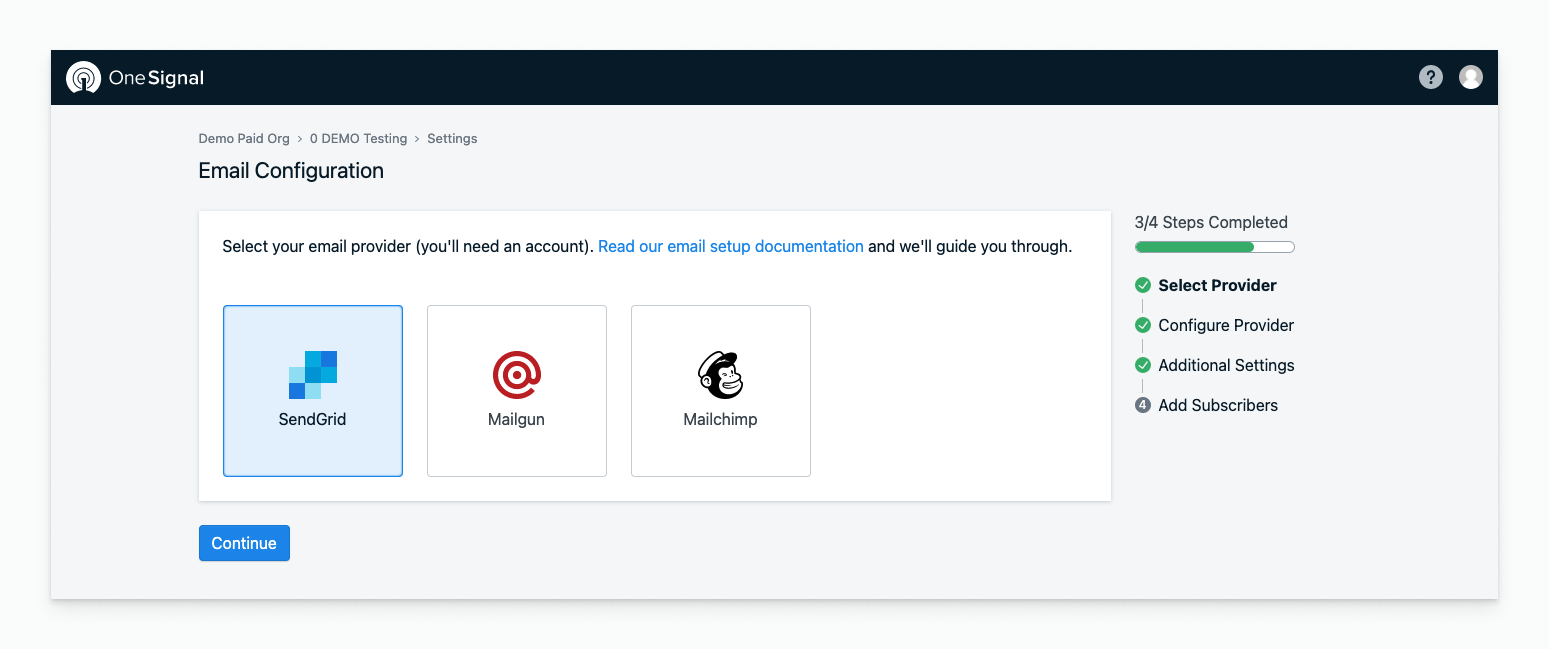 OneSignal
?
Demo Paid Org > 0 DEMO Testing > Settings
Email Configuration
Select your email provider (you'll need an account). Read our email setup documentation and we'll guide you through.
SendGrid
Mailgun
Mailchimp
Continue
3/4 Steps Completed
Select Provider
Configure Provider
Additional Settings
4 Add Subscribers